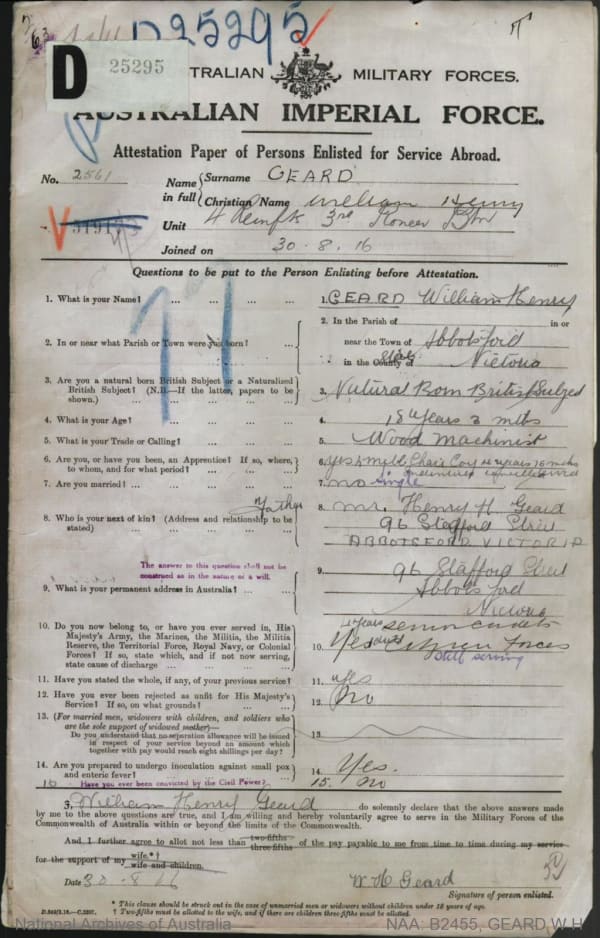 D25295
D 25295
AUSTRALIAN MILITARY FORCES.
AUSTRALIAN IMPERIAL FORCE.
Attestation Paper of Persons Enlisted for Service Abroad.
No. 2561 Name in full Surname GEARD
Christian Name William Henry
Unit 4 Reinfts 3rd Pioneer Btn
Joined on 30.8.16
Questions to be put to the Person Enlisting before Attestation.
1. What is your Name? ... ... ... ... 1. GEARD William Henry
2. In or near what Parish or Town were you born? ... 2. In the Parish of in or
near the Town of Abbotsford
in the County of State Victoria
3. Are you a natural born British Subject or a Naturalized British Subject? (N.B.—If the latter, papers to be shown.) ... 3. Natural Born British Subject
4. What is your Age? ... ... ... ... 4. 18 years 3 mths
5. What is your Trade or Calling? ... ... ... 5. Wood Machinist
6. Are you, or have you been, an Apprentice? If so, where, to whom, and for what period? ... ... 6. Yes Chair Coy
7. Are you married? ... ... ... ... 7. no single
8. Who is your next of kin? (Address and relationship to be stated) ... Father 8. Mr. Henry H Geard
96 Stafford Street
ABBOTSFORD VICTORIA
The answer to this question shall not be
construed as in the nature of a will.
9. What is your permanent address in Australia? ... 9. 96 Stafford Street
Abbotsford
Victoria
10. Do you now belong, or have you ever served in, His Majesty's Army, the Marines, the Militia, the Militia Reserve, the Territorial Force, Royal Navy, or Colonial Forces? If so, state which, and if not now serving, state cause of discharge ... years senior cadets
10. Yes Citizen Forces
still serving
11. Have you stated the whole, if any, of your previous service? 11. yes
12. Have you ever been rejected as unfit for His Majesty's Service? If so, on what grounds? ... 12. No
13. (For married men, widowers with children, and soldiers who are the sole support of widowed mother)—
Do you understand that no separation allowance will be issued in respect of your service beyond an amount which together with pay would reach eight shillings per day? 13.
14. Are you prepared to undergo inoculation against small pox and enteric fever? ... 14. Yes.
15 Have you ever been convicted by the Civil Power? 15. no
I, William Henry Geard do solemnly declare that the above answers made
by me to the above questions are true, and I am willing and hereby voluntarily agree to serve in the Military Forces of the
Commonwealth of Australia within or beyond the limits of the Commonwealth.
And I further agree to allot not less than two-fifths three-fifths of the pay payable to me from time to time during my service
for the support of my wife.*†
wife and children.
Date 30-8-16 W H Geard
Signature of person enlisted.
* This clause should be struck out in the case of unmarried men or widowers without children under 18 years of age.
† Two-fifths must be allotted to the wife, and if there are children three-fifths must be allotted.
National Archives of Australia NAA: B2455, GEARD W H